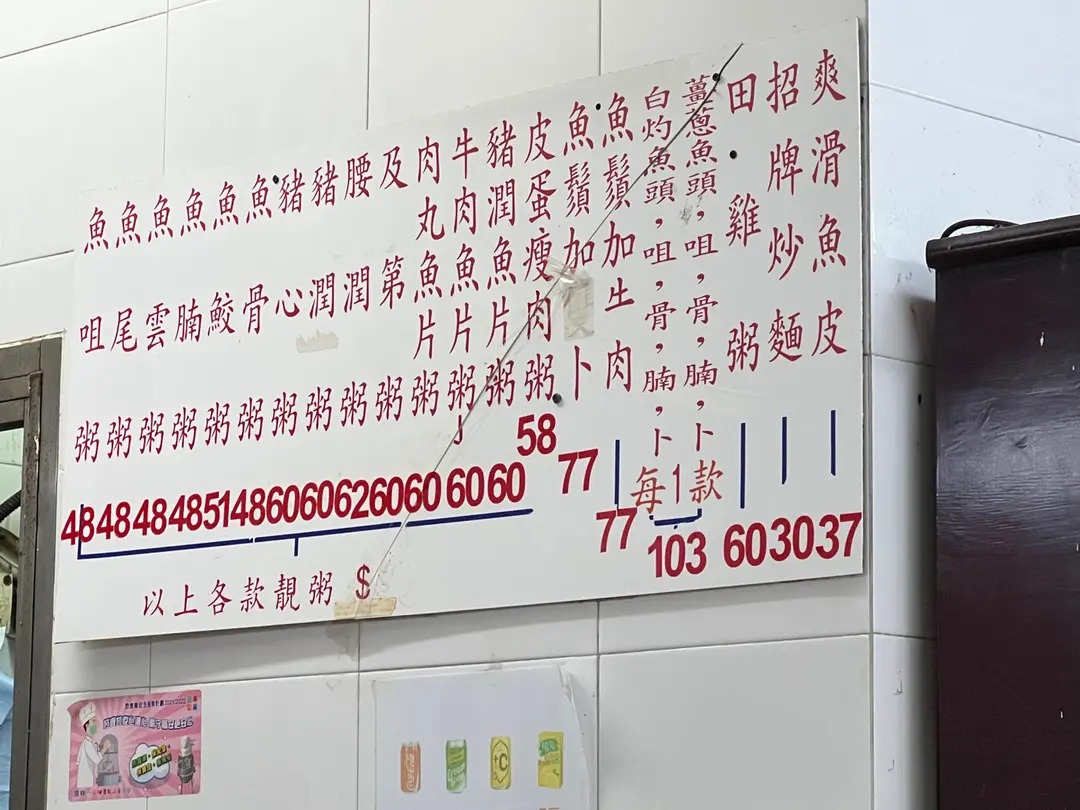 爽滑魚皮
37
招牌炒麵
30
田雞粥
60
薑蔥魚頭，咀，骨，腩，卜
白灼魚頭，咀，骨，腩，卜
每1款
103
魚鬚加生肉
77
魚鬚加卜
77
皮蛋瘦肉粥
58
豬潤魚片粥
60
牛肉魚片粥
60
肉丸魚片粥
60
及第粥
60
腰潤粥
62
豬潤粥
60
豬心粥
60
魚骨粥
48
魚鮫粥
51
魚腩粥
48
魚雲粥
48
魚尾粥
48
魚咀粥
48
以上各款靚粥 $